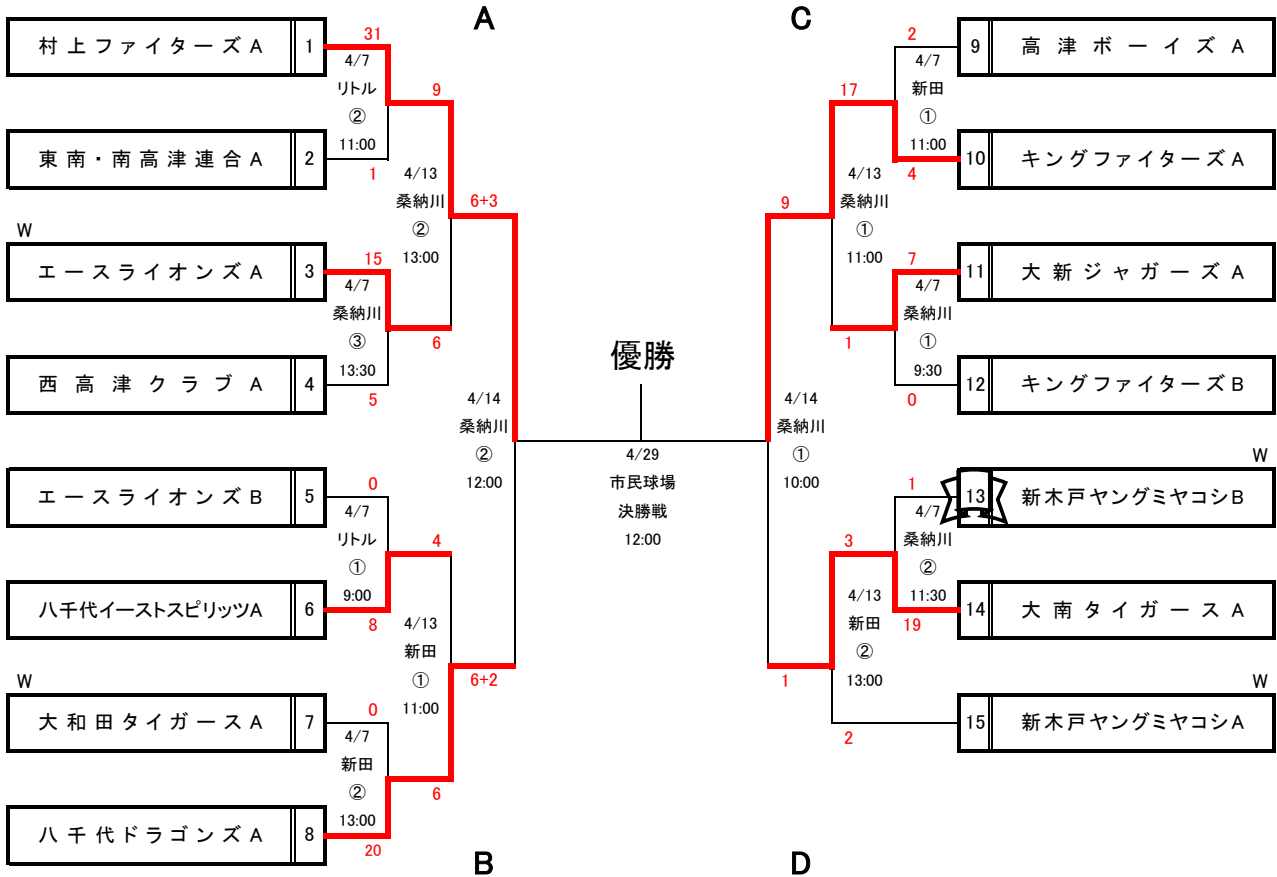 A
C
村上ファイターズA 1
31
4/7
リトル
②
11:00
東南・南高津連合A 2
1
9
4/13
桑納川
②
13:00
W
エースライオンズA 3
15
4/7
桑納川
③
13:30
西高津クラブA 4
5
6
6+3
4/14
桑納川
②
12:00
エースライオンズB 5
0
4/7
リトル
①
9:00
八千代イーストスピリッツA 6
8
4
4/13
新田
①
11:00
W
大和田タイガースA 7
0
4/7
新田
②
13:00
八千代ドラゴンズA 8
20
6
6+2
B
優勝
4/29
市民球場
決勝戦
12:00
2
9 高津ボーイズA
4/7
新田
①
11:00
4
10 キングファイターズA
17
4/13
桑納川
①
11:00
7
11 大新ジャガーズA
4/7
桑納川
①
9:30
0
12 キングファイターズB
1
9
4/14
桑納川
①
10:00
W
1
13 新木戸ヤングミヤコシB
4/7
桑納川
②
11:30
19
14 大南タイガースA
3
4/13
新田
②
13:00
W
2
15 新木戸ヤングミヤコシA
1
D